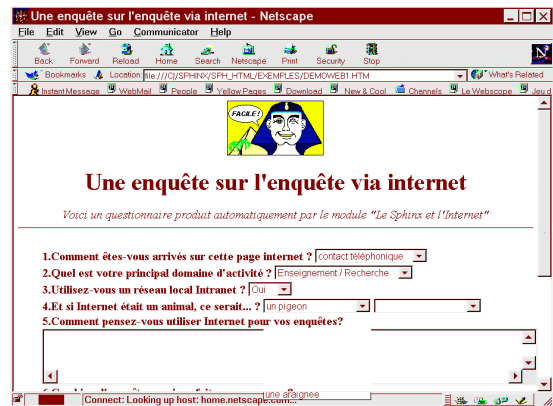 Une enquête sur l'enquête via internet - Netscape
File Edit View Go Communicator Help
Back Forward Reload Home Search Netscape Print Security Stop
Bookmarks Location: file:///C|/SPHINX/SPH_HTML/EXEMPLES/DEMOWEB1.HTM What's Related
Instant Message WebMail People Yellow Pages Download New & Cool Channels Le Webscope Jeu d
FACILE!
Une enquête sur l'enquête via internet
Voici un questionnaire produit automatiquement par le module "Le Sphinx et l'Internet"
1.Comment êtes-vous arrivés sur cette page internet ? contact téléphonique
2.Quel est votre principal domaine d'activité ? Enseignement / Recherche
3.Utilisez-vous un réseau local Intranet ? Oui
4.Et si Internet était un animal, ce serait... ? un pigeon
5.Comment pensez-vous utiliser Internet pour vos enquêtes?
une araignée
Connect: Looking up host: home.netscape.com...